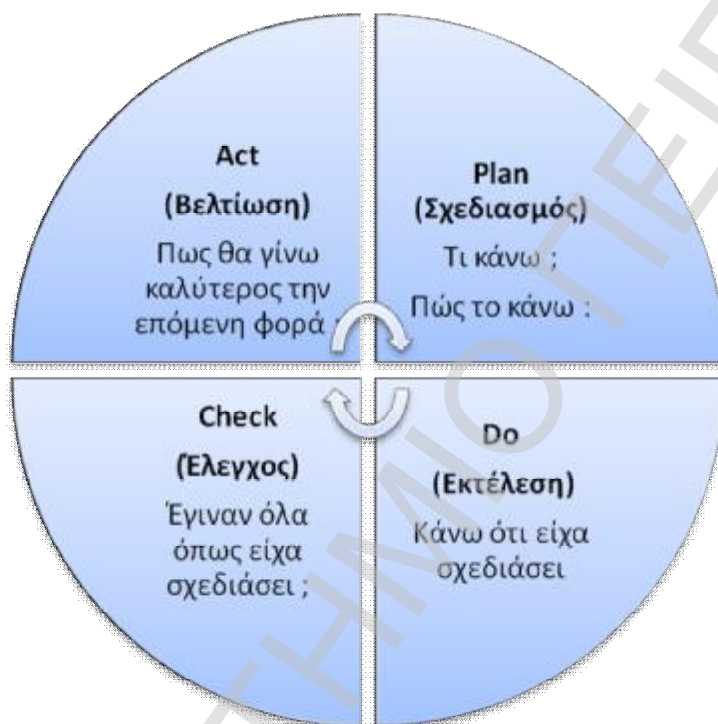 Act
(Βελτίωση)
Πως θα γίνω
καλύτερος την
επόμενη φορά ;
Plan
(Σχεδιασμός)
Τι κάνω ;
Πώς το κάνω :
Check
(Έλεγχος)
Έγιναν όλα
όπως είχα
σχεδιάσει ;
Do
(Εκτέλεση)
Κάνω ότι είχα
σχεδιάσει